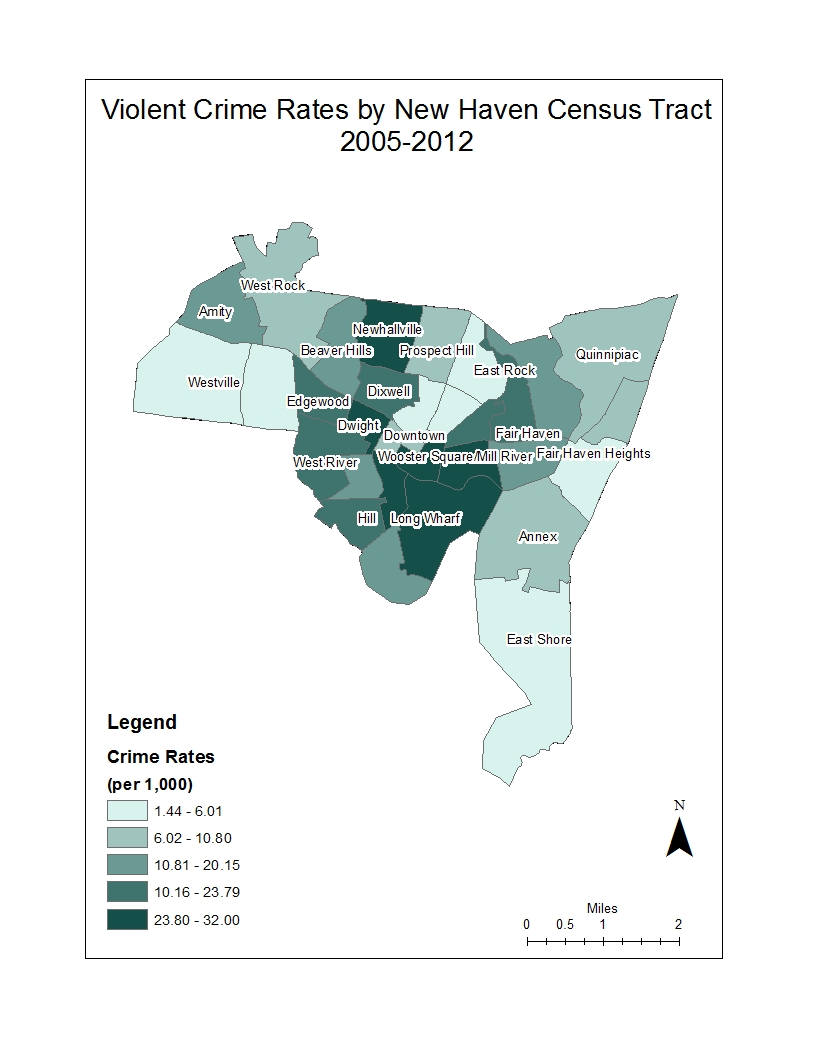 Violent Crime Rates by New Haven Census Tract
2005-2012
West Rock
Amity
Newhallville
Beaver Hills
Prospect Hill
Quinnipiac
East Rock
Westville
Dixwell
Edgewood
Dwight
Downtown
Fair Haven
Wooster Square/Mill River
Fair Haven Heights
West River
Hill
Long Wharf
Annex
East Shore
Legend
Crime Rates
(per 1,000)
1.44 - 6.01
6.02 - 10.80
10.81 - 20.15
10.16 - 23.79
23.80 - 32.00
N
Miles
0 0.5 1 2